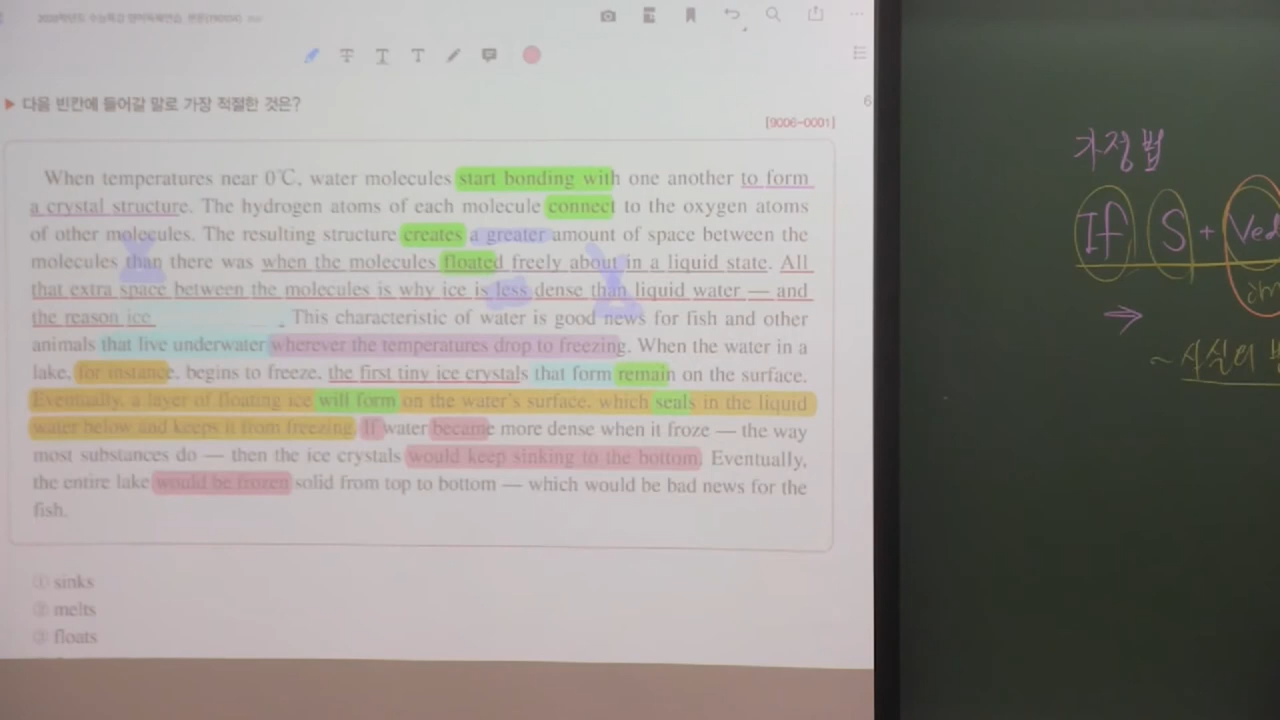 ▶ 다음 빈칸에 들어갈 말로 가장 적절한 것은?
6
[9006-0001]
When temperatures near 0℃, water molecules start bonding with one another to form
a crystal structure. The hydrogen atoms of each molecule connect to the oxygen atoms
of other molecules. The resulting structure creates a greater amount of space between the
molecules than there was when the molecules floated freely about in a liquid state. All
that extra space between the molecules is why ice is less dense than liquid water — and
the reason ice ________. This characteristic of water is good news for fish and other
animals that live underwater wherever the temperatures drop to freezing. When the water in a
lake, for instance, begins to freeze, the first tiny ice crystals that form remain on the surface.
Eventually, a layer of floating ice will form on the water's surface, which seals in the liquid
water below and keeps it from freezing. If water became more dense when it froze — the way
most substances do — then the ice crystals would keep sinking to the bottom. Eventually,
the entire lake would be frozen solid from top to bottom — which would be bad news for the
fish.
① sinks
② melts
③ floats
가정법
If S + Ved
⇒
~ 사실의